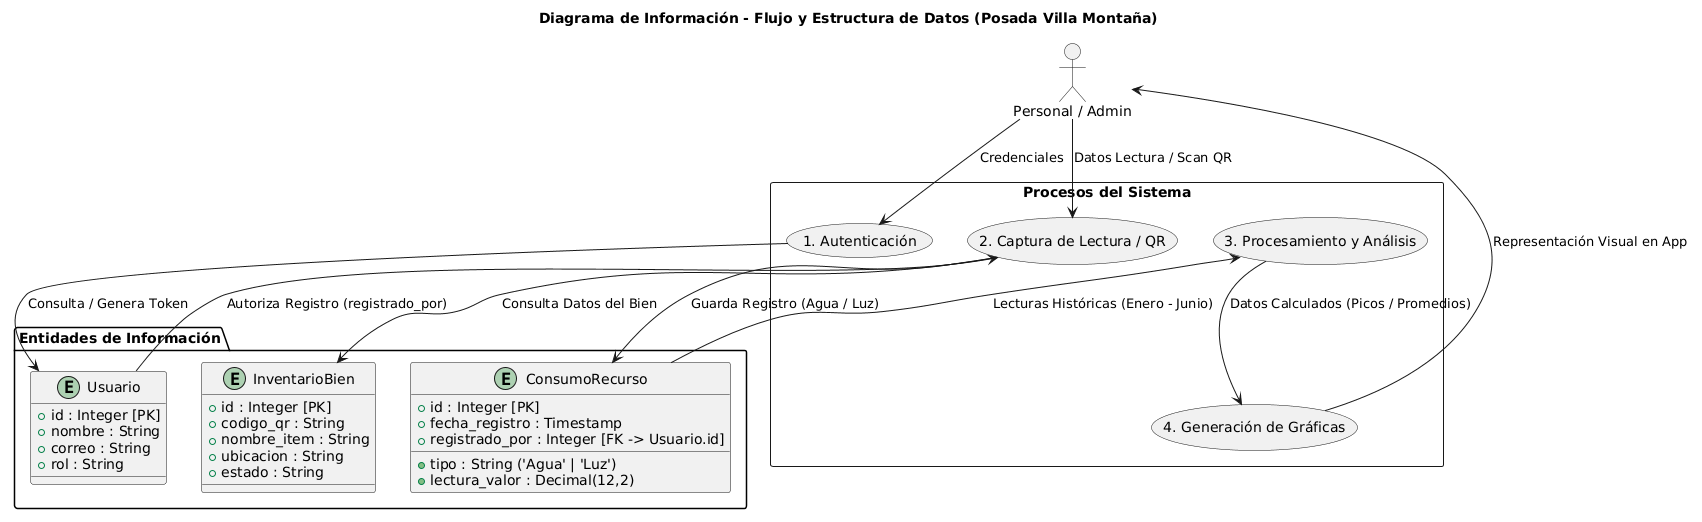 Diagrama de Información - Flujo y Estructura de Datos (Posada Villa Montaña)
Personal / Admin
Credenciales
Datos Lectura / Scan QR
Procesos del Sistema
1. Autenticación
2. Captura de Lectura / QR
3. Procesamiento y Análisis
Representación Visual en App
Consulta / Genera Token
Autoriza Registro (registrado_por)
Consulta Datos del Bien
Guarda Registro (Agua / Luz)
Lecturas Históricas (Enero - Junio)
Datos Calculados (Picos / Promedios)
Entidades de Información
E Usuario
id : Integer [PK]
nombre : String
correo : String
rol : String
E InventarioBien
id : Integer [PK]
codigo_qr : String
nombre_item : String
ubicacion : String
estado : String
E ConsumoRecurso
id : Integer [PK]
fecha_registro : Timestamp
registrado_por : Integer [FK -> Usuario.id]
tipo : String ('Agua' | 'Luz')
lectura_valor : Decimal(12,2)
4. Generación de Gráficas